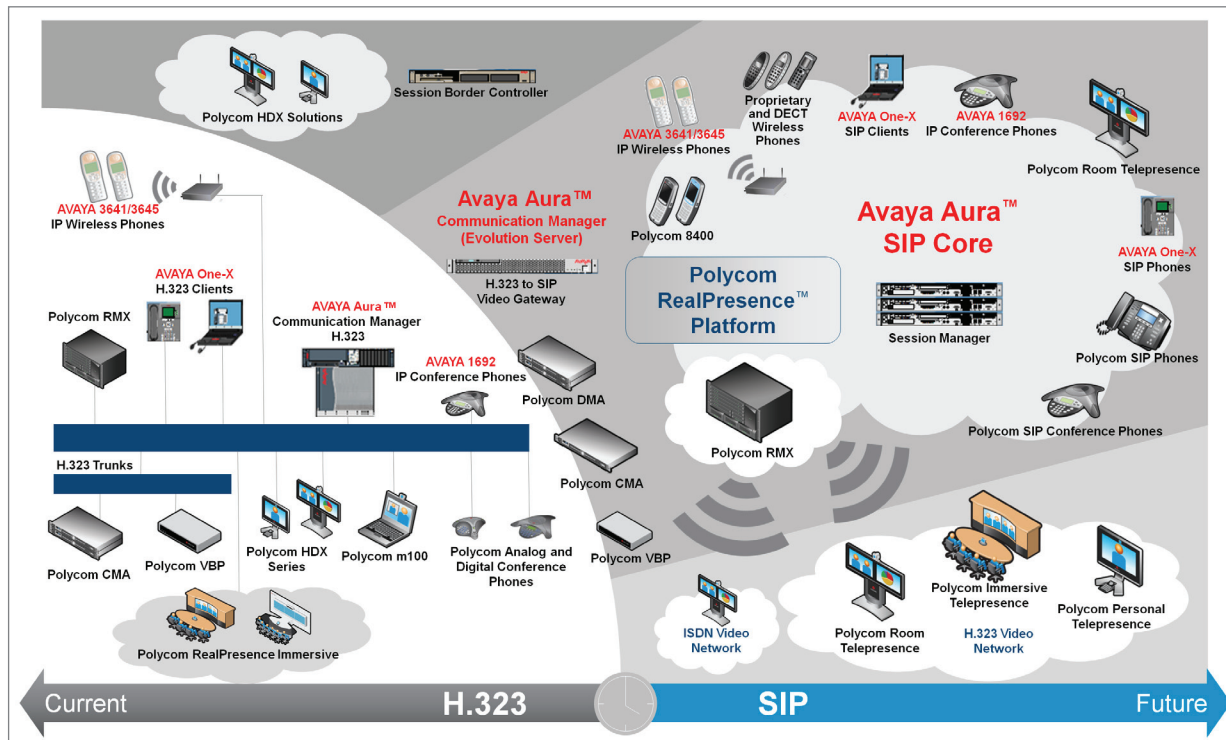 Polycom HDX Solutions
Session Border Controller
AVAYA 3641/3645
IP Wireless Phones
AVAYA One-X
H.323 Clients
Polycom RMX
AVAYA Aura™
Communication Manager
H.323
AVAYA 1692
IP Conference Phones
Avaya Aura™
Communication Manager
(Evolution Server)
H.323 to SIP
Video Gateway
Polycom DMA
Polycom CMA
Polycom VBP
H.323 Trunks
Polycom CMA
Polycom VBP
Polycom HDX
Series
Polycom m100
Polycom Analog and
Digital Conference
Phones
Polycom RealPresence Immersive
AVAYA 3641/3645
IP Wireless Phones
Proprietary
and DECT
Wireless
Phones
AVAYA One-X
SIP Clients
AVAYA 1692
IP Conference Phones
Polycom Room Telepresence
Polycom 8400
Avaya Aura™
SIP Core
AVAYA One-X
SIP Phones
Polycom
RealPresence™
Platform
Session Manager
Polycom SIP Phones
Polycom SIP Conference Phones
Polycom RMX
ISDN Video
Network
Polycom Room
Telepresence
Polycom Immersive
Telepresence
H.323 Video
Network
Polycom Personal
Telepresence
Current
H.323
SIP
Future